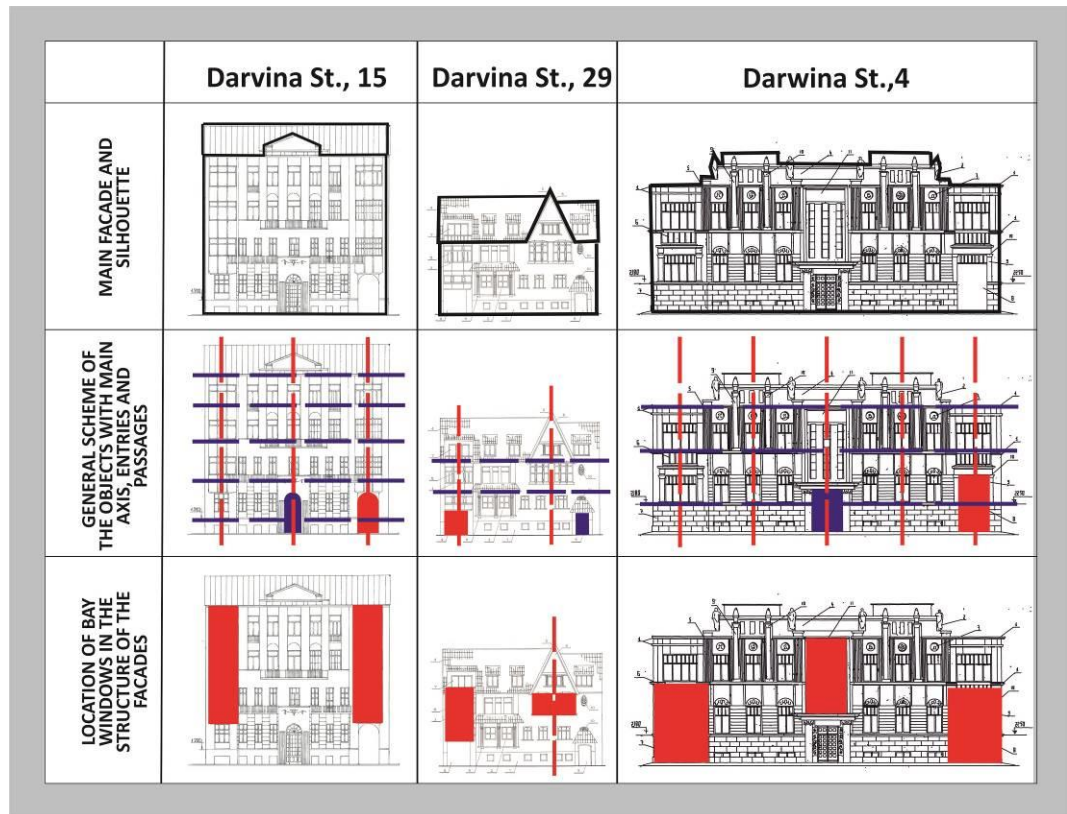 Darvina St., 15
Darvina St., 29
Darwina St.,4
MAIN FACADE AND
SILHOUETTE
GENERAL SCHEME OF
THE OBJECTS WITH MAIN
AXIS, ENTRIES AND
PASSAGES
LOCATION OF BAY
WINDOWS IN THE
STRUCTURE OF THE
FACADES